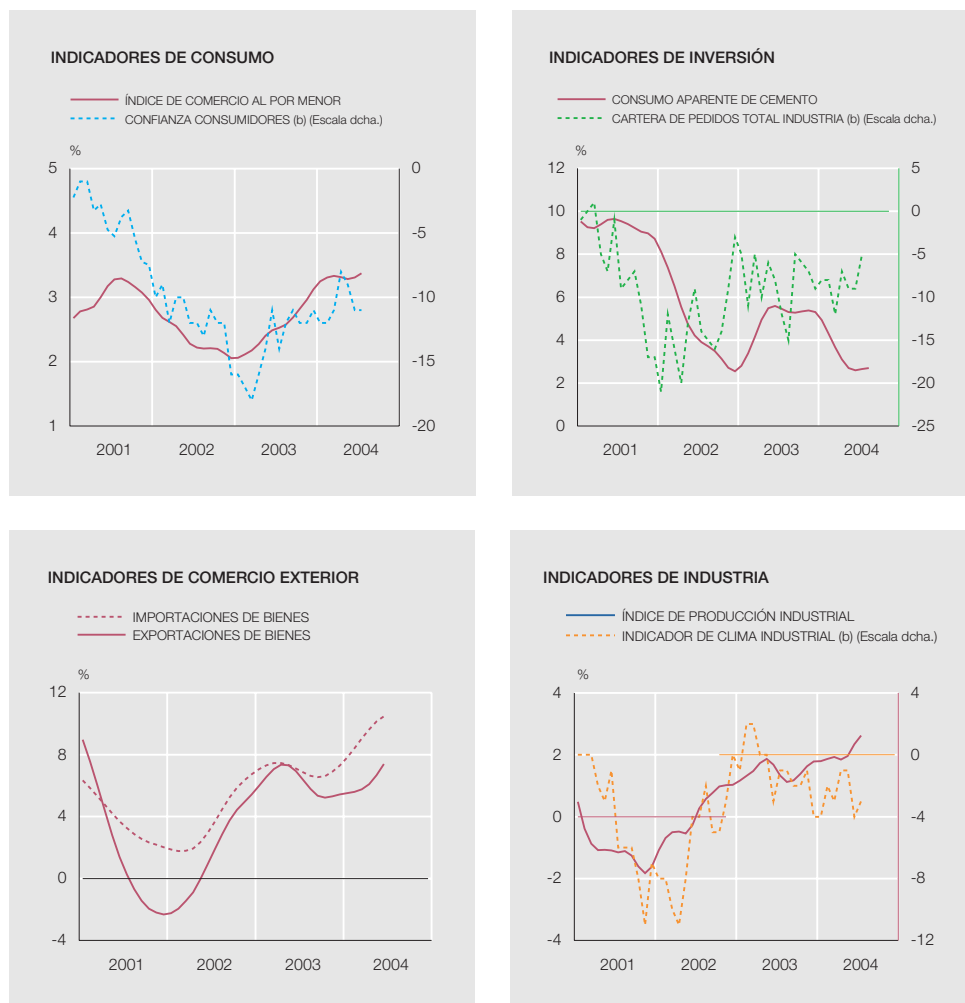 INDICADORES DE CONSUMO
ÍNDICE DE COMERCIO AL POR MENOR
CONFIANZA CONSUMIDORES (b) (Escala dcha.)
%
5 0
4 -5
3 -10
2 -15
1 -20
2001 2002 2003 2004
INDICADORES DE INVERSIÓN
CONSUMO APARENTE DE CEMENTO
CARTERA DE PEDIDOS TOTAL INDUSTRIA (b) (Escala dcha.)
%
12 5
10 0
8 -5
6 -10
4 -15
2 -20
0 -25
2001 2002 2003 2004
INDICADORES DE COMERCIO EXTERIOR
IMPORTACIONES DE BIENES
EXPORTACIONES DE BIENES
%
12
8
4
0
-4
2001 2002 2003 2004
INDICADORES DE INDUSTRIA
ÍNDICE DE PRODUCCIÓN INDUSTRIAL
INDICADOR DE CLIMA INDUSTRIAL (b) (Escala dcha.)
%
4 4
2 0
0 -4
-2 -8
-4 -12
2001 2002 2003 2004